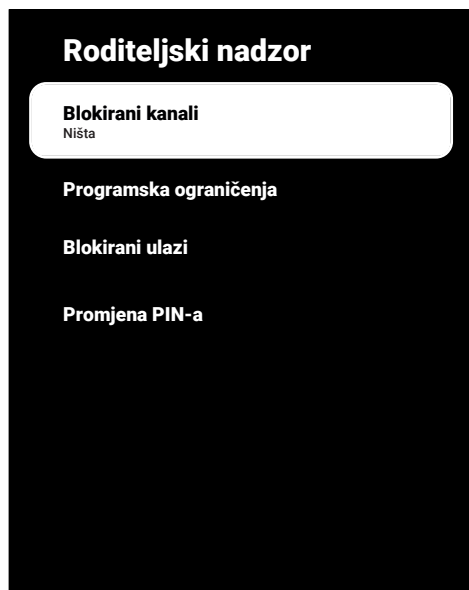 Roditeljski nadzor
Blokirani kanali
Ništa
Programska ograničenja
Blokirani ulazi
Promjena PIN-a